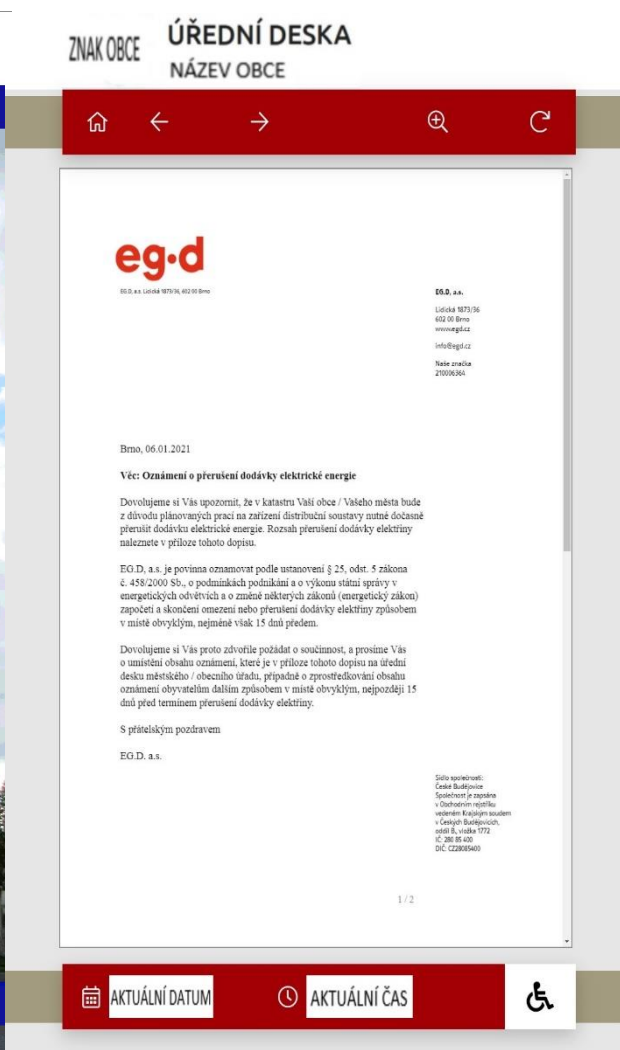 ZNAK OBCE
ÚŘEDNÍ DESKA
NÁZEV OBCE
eg·d
EG.D, a.s. Lidická 1873/36, 602 00 Brno
EG.D, a.s.
Lidická 1873/36
602 00 Brno
www.egd.cz
info@egd.cz
Naše značka
210006364
Brno, 06.01.2021
Věc: Oznámení o přerušení dodávky elektrické energie
Dovolujeme si Vás upozornit, že v katastru Vaší obce / Vašeho města bude
z důvodu plánovaných prací na zařízení distribuční soustavy nutné dočasně
přerušit dodávku elektrické energie. Rozsah přerušení dodávky elektřiny
naleznete v příloze tohoto dopisu.
EG.D, a.s. je povinna oznamovat podle ustanovení § 25, odst. 5 zákona
č. 458/2000 Sb., o podmínkách podnikání a o výkonu státní správy v
energetických odvětvích a o změně některých zákonů (energetický zákon)
započetí a skončení omezení nebo přerušení dodávky elektřiny způsobem
v místě obvyklým, nejméně však 15 dnů předem.
Dovolujeme si Vás proto zdvořile požádat o součinnost, a prosíme Vás
o umístění obsahu oznámení, které je v příloze tohoto dopisu na úřední
desku městského / obecního úřadu, případně o zprostředkování obsahu
oznámení obyvatelům dalším způsobem v místě obvyklým, nejpozději 15
dnů před termínem přerušení dodávky elektřiny.
S přátelským pozdravem
EG.D. a.s.
Sídlo společnosti:
České Budějovice
Společnost je zapsána
v Obchodním rejstříku
vedeném Krajským soudem
v Českých Budějovicích,
oddíl B, vložka 1772
IČ: 280 85 400
DIČ: CZ28085400
1 / 2
AKTUÁLNÍ DATUM
AKTUÁLNÍ ČAS